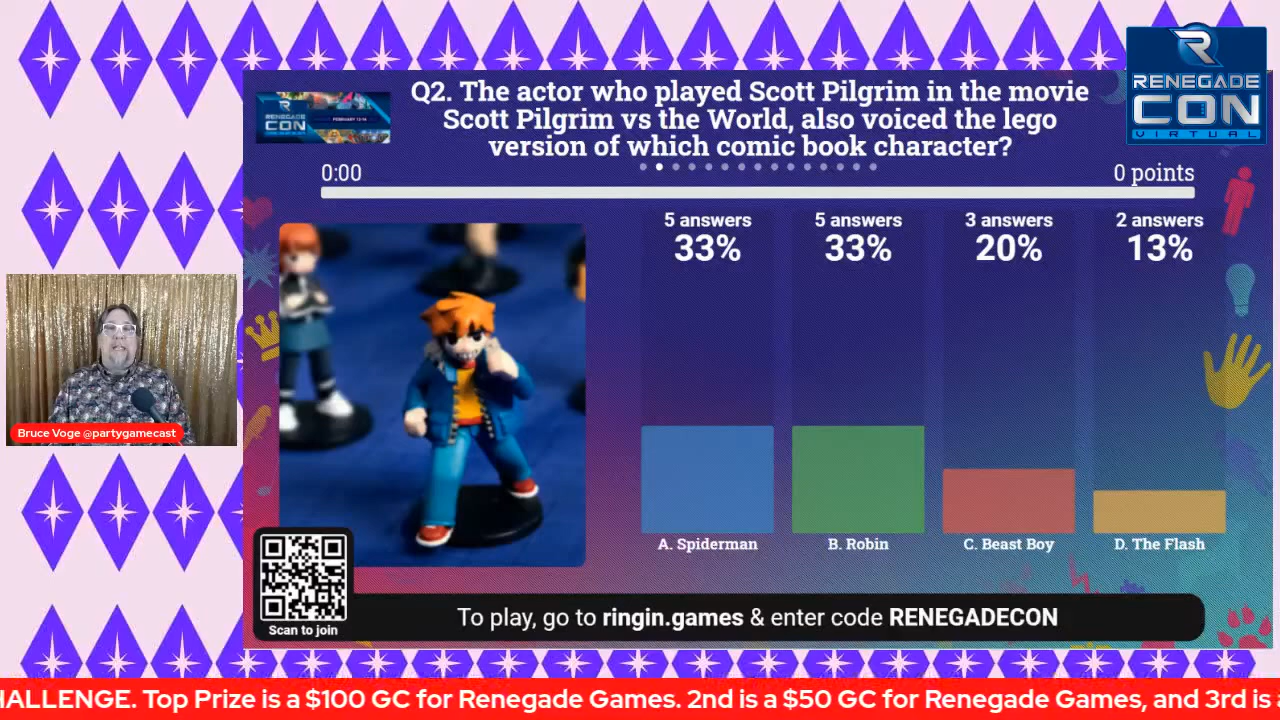 RENEGADE
CON
VIRTUAL
RENEGADE
CON
Q2. The actor who played Scott Pilgrim in the movie
Scott Pilgrim vs the World, also voiced the lego
version of which comic book character?
0:00
0 points
5 answers
33%
5 answers
33%
3 answers
20%
2 answers
13%
A. Spiderman
B. Robin
C. Beast Boy
D. The Flash
Bruce Voge @partygamecast
Scan to join
To play, go to ringin.games & enter code RENEGADECON
HALLENGE. Top Prize is a $100 GC for Renegade Games. 2nd is a $50 GC for Renegade Games, and 3rd is a